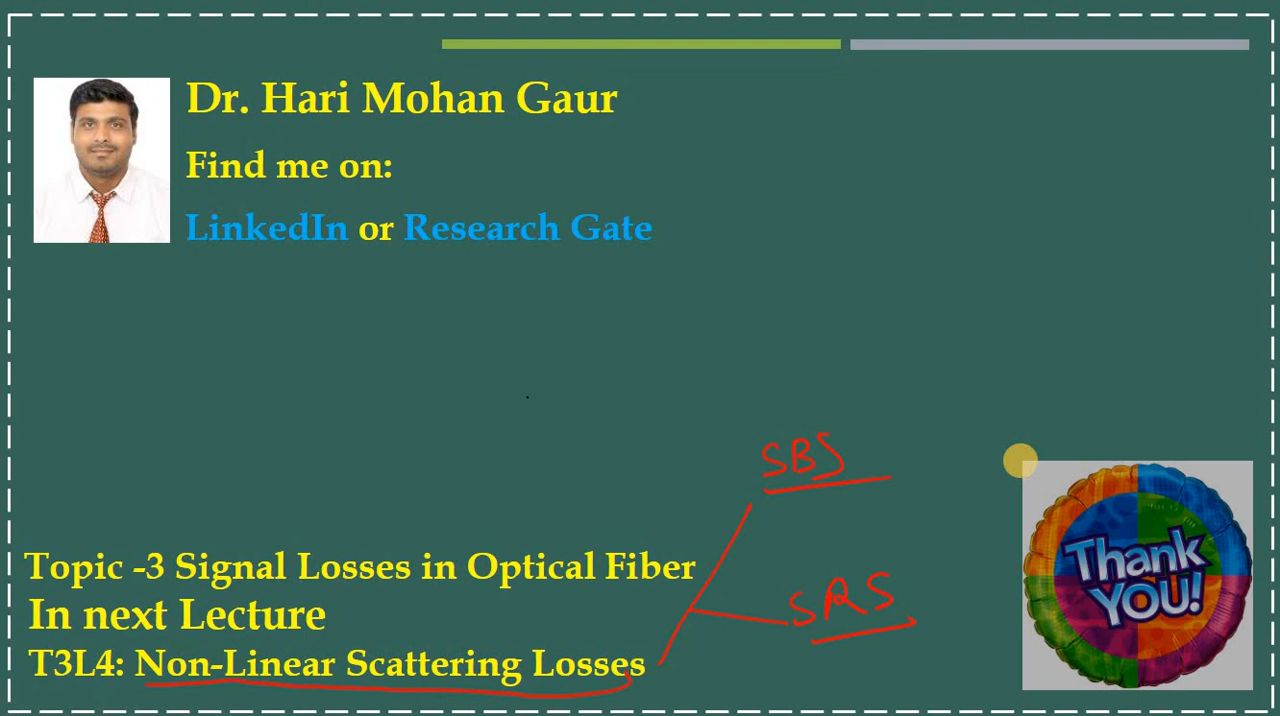 Dr. Hari Mohan Gaur
Find me on:
LinkedIn or Research Gate
SBS
Topic -3 Signal Losses in Optical Fiber
SRS
In next Lecture
T3L4: Non-Linear Scattering Losses
Thank
YOU!